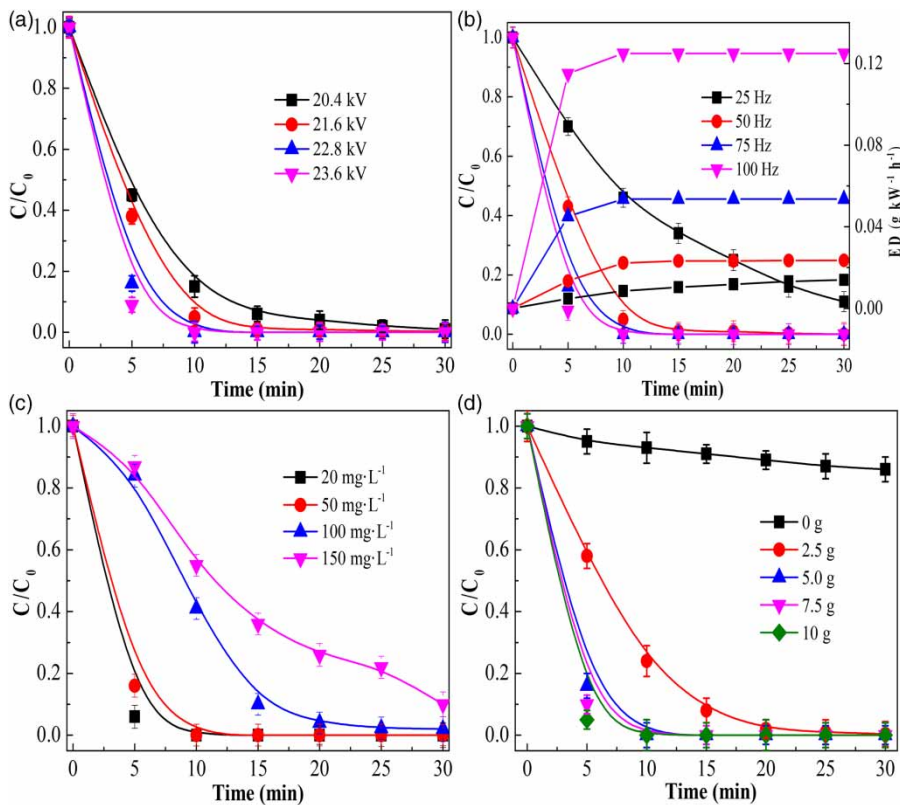 (a)
1.0
0.8
0.6
0.4
0.2
0.0
C/C₀
20.4 kV
21.6 kV
22.8 kV
23.6 kV
0 5 10 15 20 25 30
Time (min)
(b)
1.0
0.8
0.6
0.4
0.2
0.0
C/C₀
25 Hz
50 Hz
75 Hz
100 Hz
0.12
0.09
0.06
0.03
0.00
ED (g kW⁻¹ h⁻¹)
0 5 10 15 20 25 30
Time (min)
(c)
1.0
0.8
0.6
0.4
0.2
0.0
C/C₀
20 mg·L⁻¹
50 mg·L⁻¹
100 mg·L⁻¹
150 mg·L⁻¹
0 5 10 15 20 25 30
Time (min)
(d)
1.0
0.8
0.6
0.4
0.2
0.0
C/C₀
0 g
2.5 g
5.0 g
7.5 g
10 g
0 5 10 15 20 25 30
Time (min)